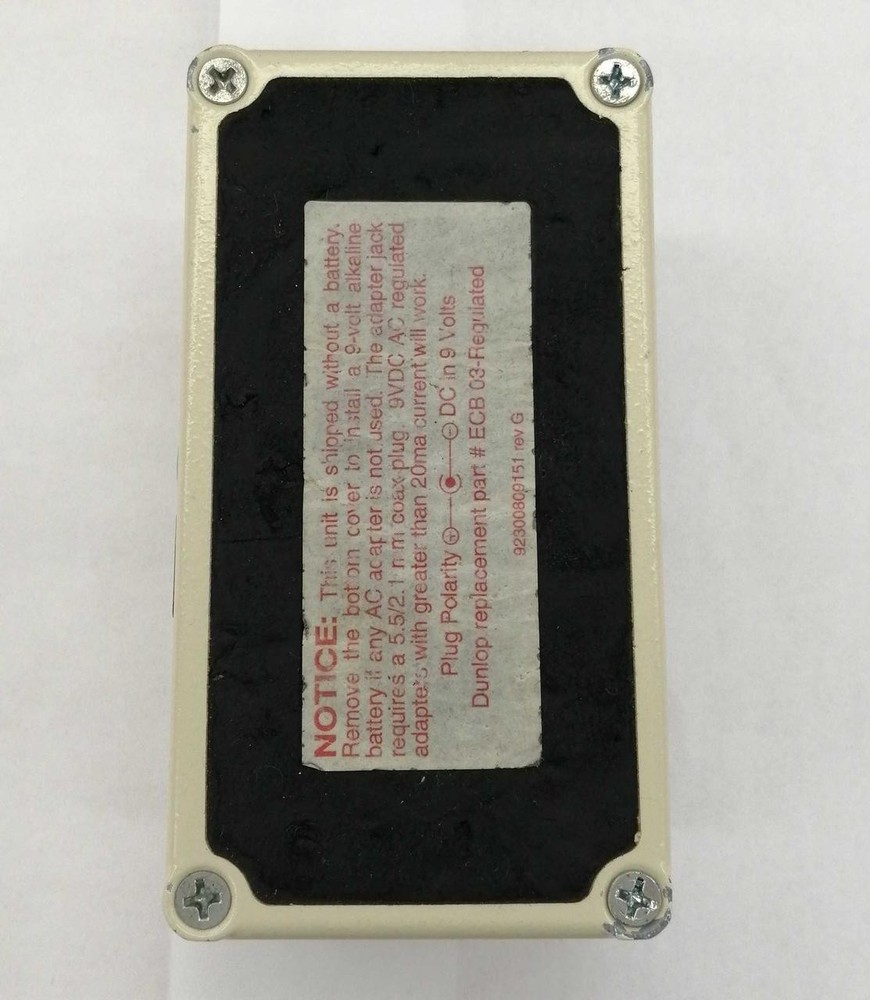 NOTICE: This unit is shipped without a battery.
Remove the bottom cover to install a 9-volt alkaline
battery if any AC adapter is not used. The adapter jack
requires a 5.5/2.1 mm coax plug 9VDC AC regulated
adapters with greater than 20ma current will work.
Plug Polarity + - DC in 9 Volts
Dunlop replacement part # ECB 03-Regulated
92300809151 rev G